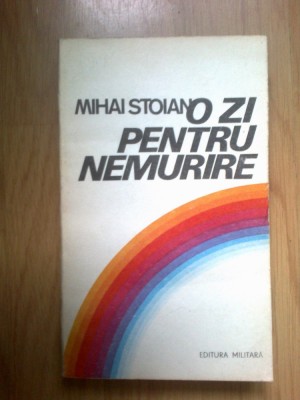 MIHAI STOIAN O ZI
PENTRU
NEMURIRE
EDITURA MILITARĂ